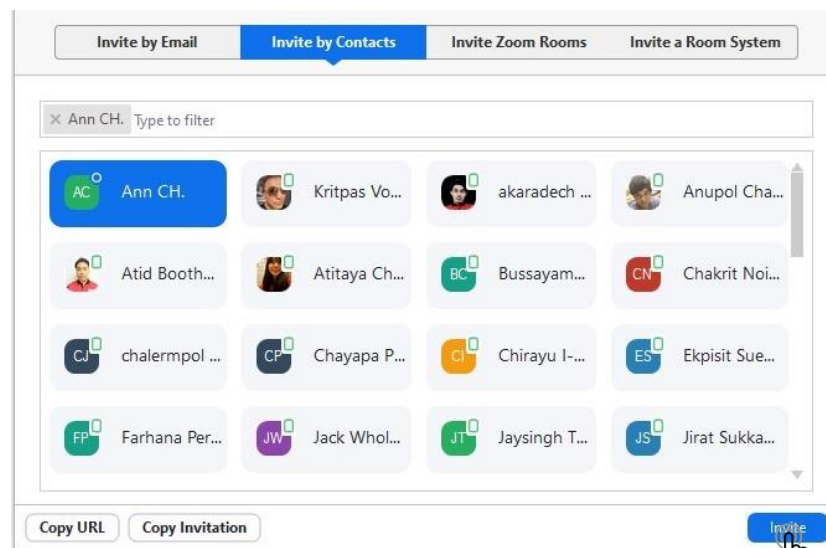 Invite by Email Invite by Contacts Invite Zoom Rooms Invite a Room System
× Ann CH. Type to filter
AC Ann CH. Kritpas Vo... akaradech ... Anupol Cha...
Atid Booth... Atitaya Ch... BC Bussayam... CN Chakrit Noi...
CJ chalermpol ... CP Chayapa P... CI Chirayu I-... ES Ekpisit Sue...
FP Farhana Per... JW Jack Whol... JT Jaysingh T... JS Jirat Sukka...
Copy URL Copy Invitation Invite